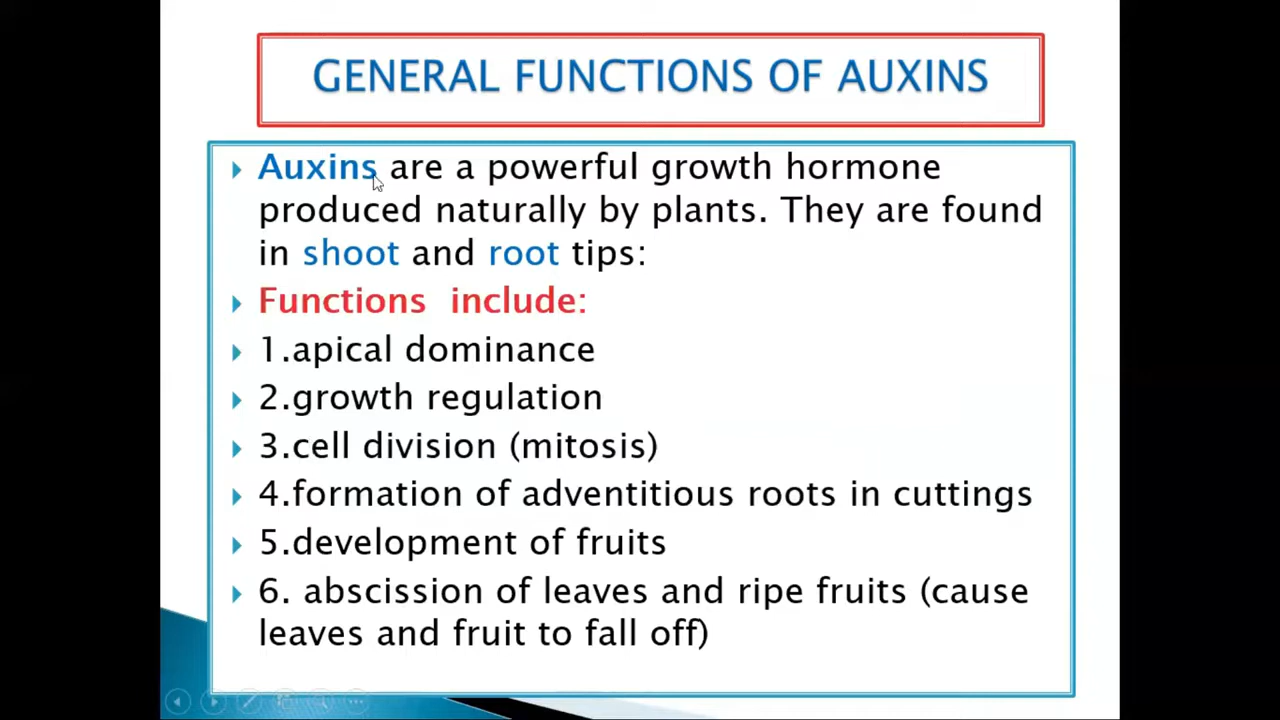 GENERAL FUNCTIONS OF AUXINS
Auxins are a powerful growth hormone
produced naturally by plants. They are found
in shoot and root tips:
Functions include:
1.apical dominance
2.growth regulation
3.cell division (mitosis)
4.formation of adventitious roots in cuttings
5.development of fruits
6. abscission of leaves and ripe fruits (cause
leaves and fruit to fall off)